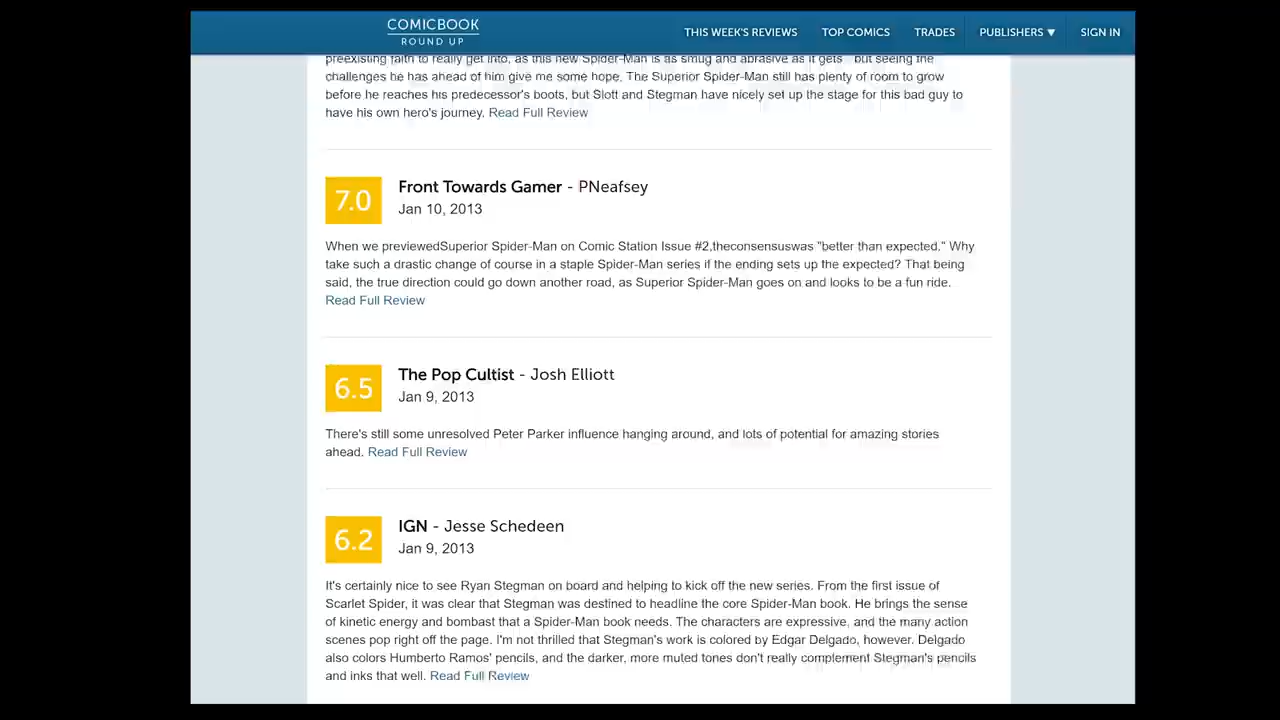 COMICBOOK
ROUND UP
THIS WEEK'S REVIEWS TOP COMICS TRADES PUBLISHERS ▼ SIGN IN
preexisting faith to really get into, as this new Spider-Man is as smug and abrasive as it gets but seeing the
challenges he has ahead of him give me some hope. The Superior Spider-Man still has plenty of room to grow
before he reaches his predecessor's boots, but Slott and Stegman have nicely set up the stage for this bad guy to
have his own hero's journey. Read Full Review
7.0
Front Towards Gamer - PNeafsey
Jan 10, 2013
When we previewedSuperior Spider-Man on Comic Station Issue #2,theconsensuswas "better than expected." Why
take such a drastic change of course in a staple Spider-Man series if the ending sets up the expected? That being
said, the true direction could go down another road, as Superior Spider-Man goes on and looks to be a fun ride.
Read Full Review
6.5
The Pop Cultist - Josh Elliott
Jan 9, 2013
There's still some unresolved Peter Parker influence hanging around, and lots of potential for amazing stories
ahead. Read Full Review
6.2
IGN - Jesse Schedeen
Jan 9, 2013
It's certainly nice to see Ryan Stegman on board and helping to kick off the new series. From the first issue of
Scarlet Spider, it was clear that Stegman was destined to headline the core Spider-Man book. He brings the sense
of kinetic energy and bombast that a Spider-Man book needs. The characters are expressive, and the many action
scenes pop right off the page. I'm not thrilled that Stegman's work is colored by Edgar Delgado, however. Delgado
also colors Humberto Ramos' pencils, and the darker, more muted tones don't really complement Stegman's pencils
and inks that well. Read Full Review